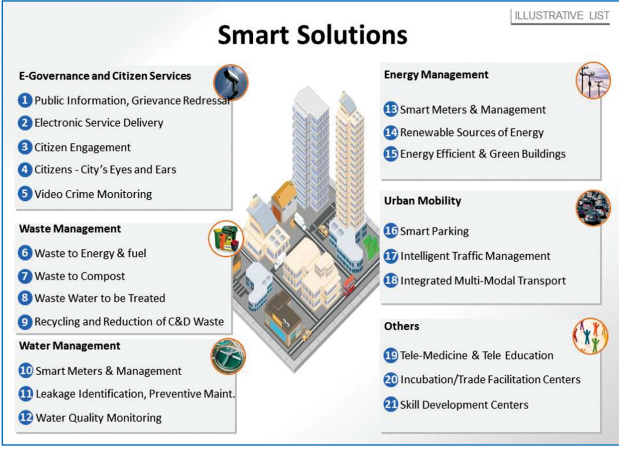 ILLUSTRATIVE LIST
Smart Solutions
E-Governance and Citizen Services
1 Public Information, Grievance Redressal
2 Electronic Service Delivery
3 Citizen Engagement
4 Citizens - City's Eyes and Ears
5 Video Crime Monitoring
Waste Management
6 Waste to Energy & fuel
7 Waste to Compost
8 Waste Water to be Treated
9 Recycling and Reduction of C&D Waste
Water Management
10 Smart Meters & Management
11 Leakage Identification, Preventive Maint.
12 Water Quality Monitoring
Energy Management
13 Smart Meters & Management
14 Renewable Sources of Energy
15 Energy Efficient & Green Buildings
Urban Mobility
16 Smart Parking
17 Intelligent Traffic Management
18 Integrated Multi-Modal Transport
Others
19 Tele-Medicine & Tele Education
20 Incubation/Trade Facilitation Centers
21 Skill Development Centers